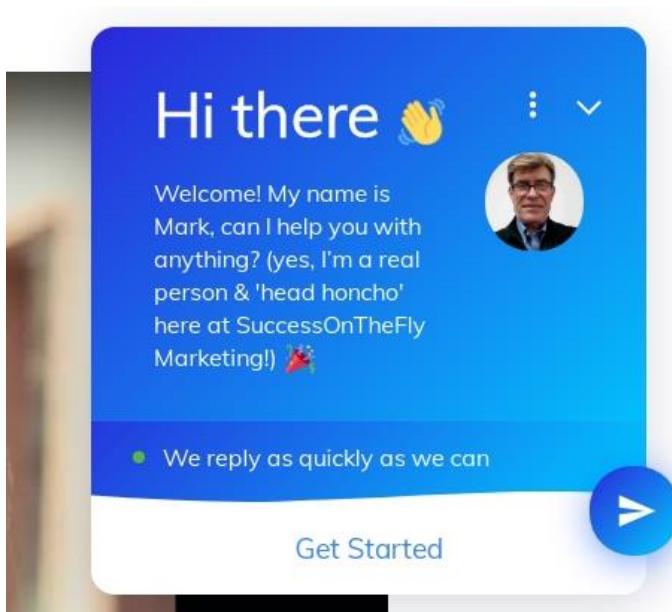 Hi there 👋
Welcome! My name is
Mark, can I help you with
anything? (yes, I'm a real
person & 'head honcho'
here at SuccessOnTheFly
Marketing!) 🎉
We reply as quickly as we can
Get Started